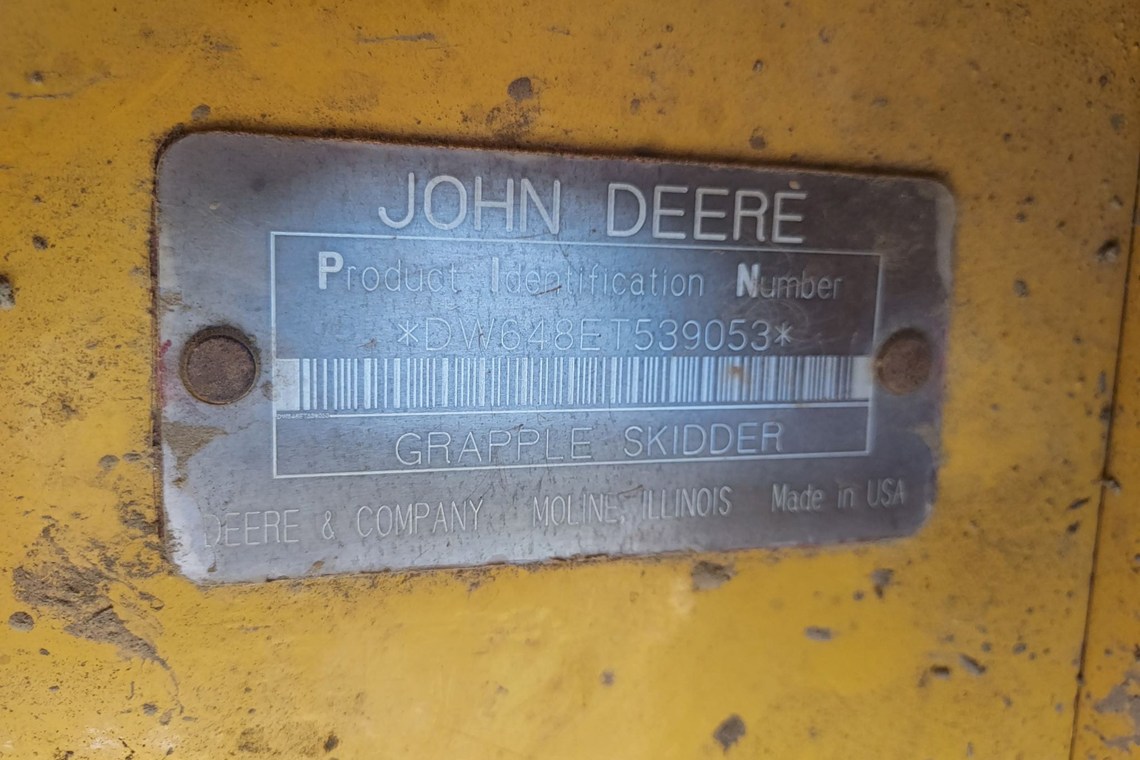 JOHN DEERE
Product Identification Number
*DW648ET539053*
GRAPPLE SKIDDER
DEERE & COMPANY MOLINE, ILLINOIS Made in USA